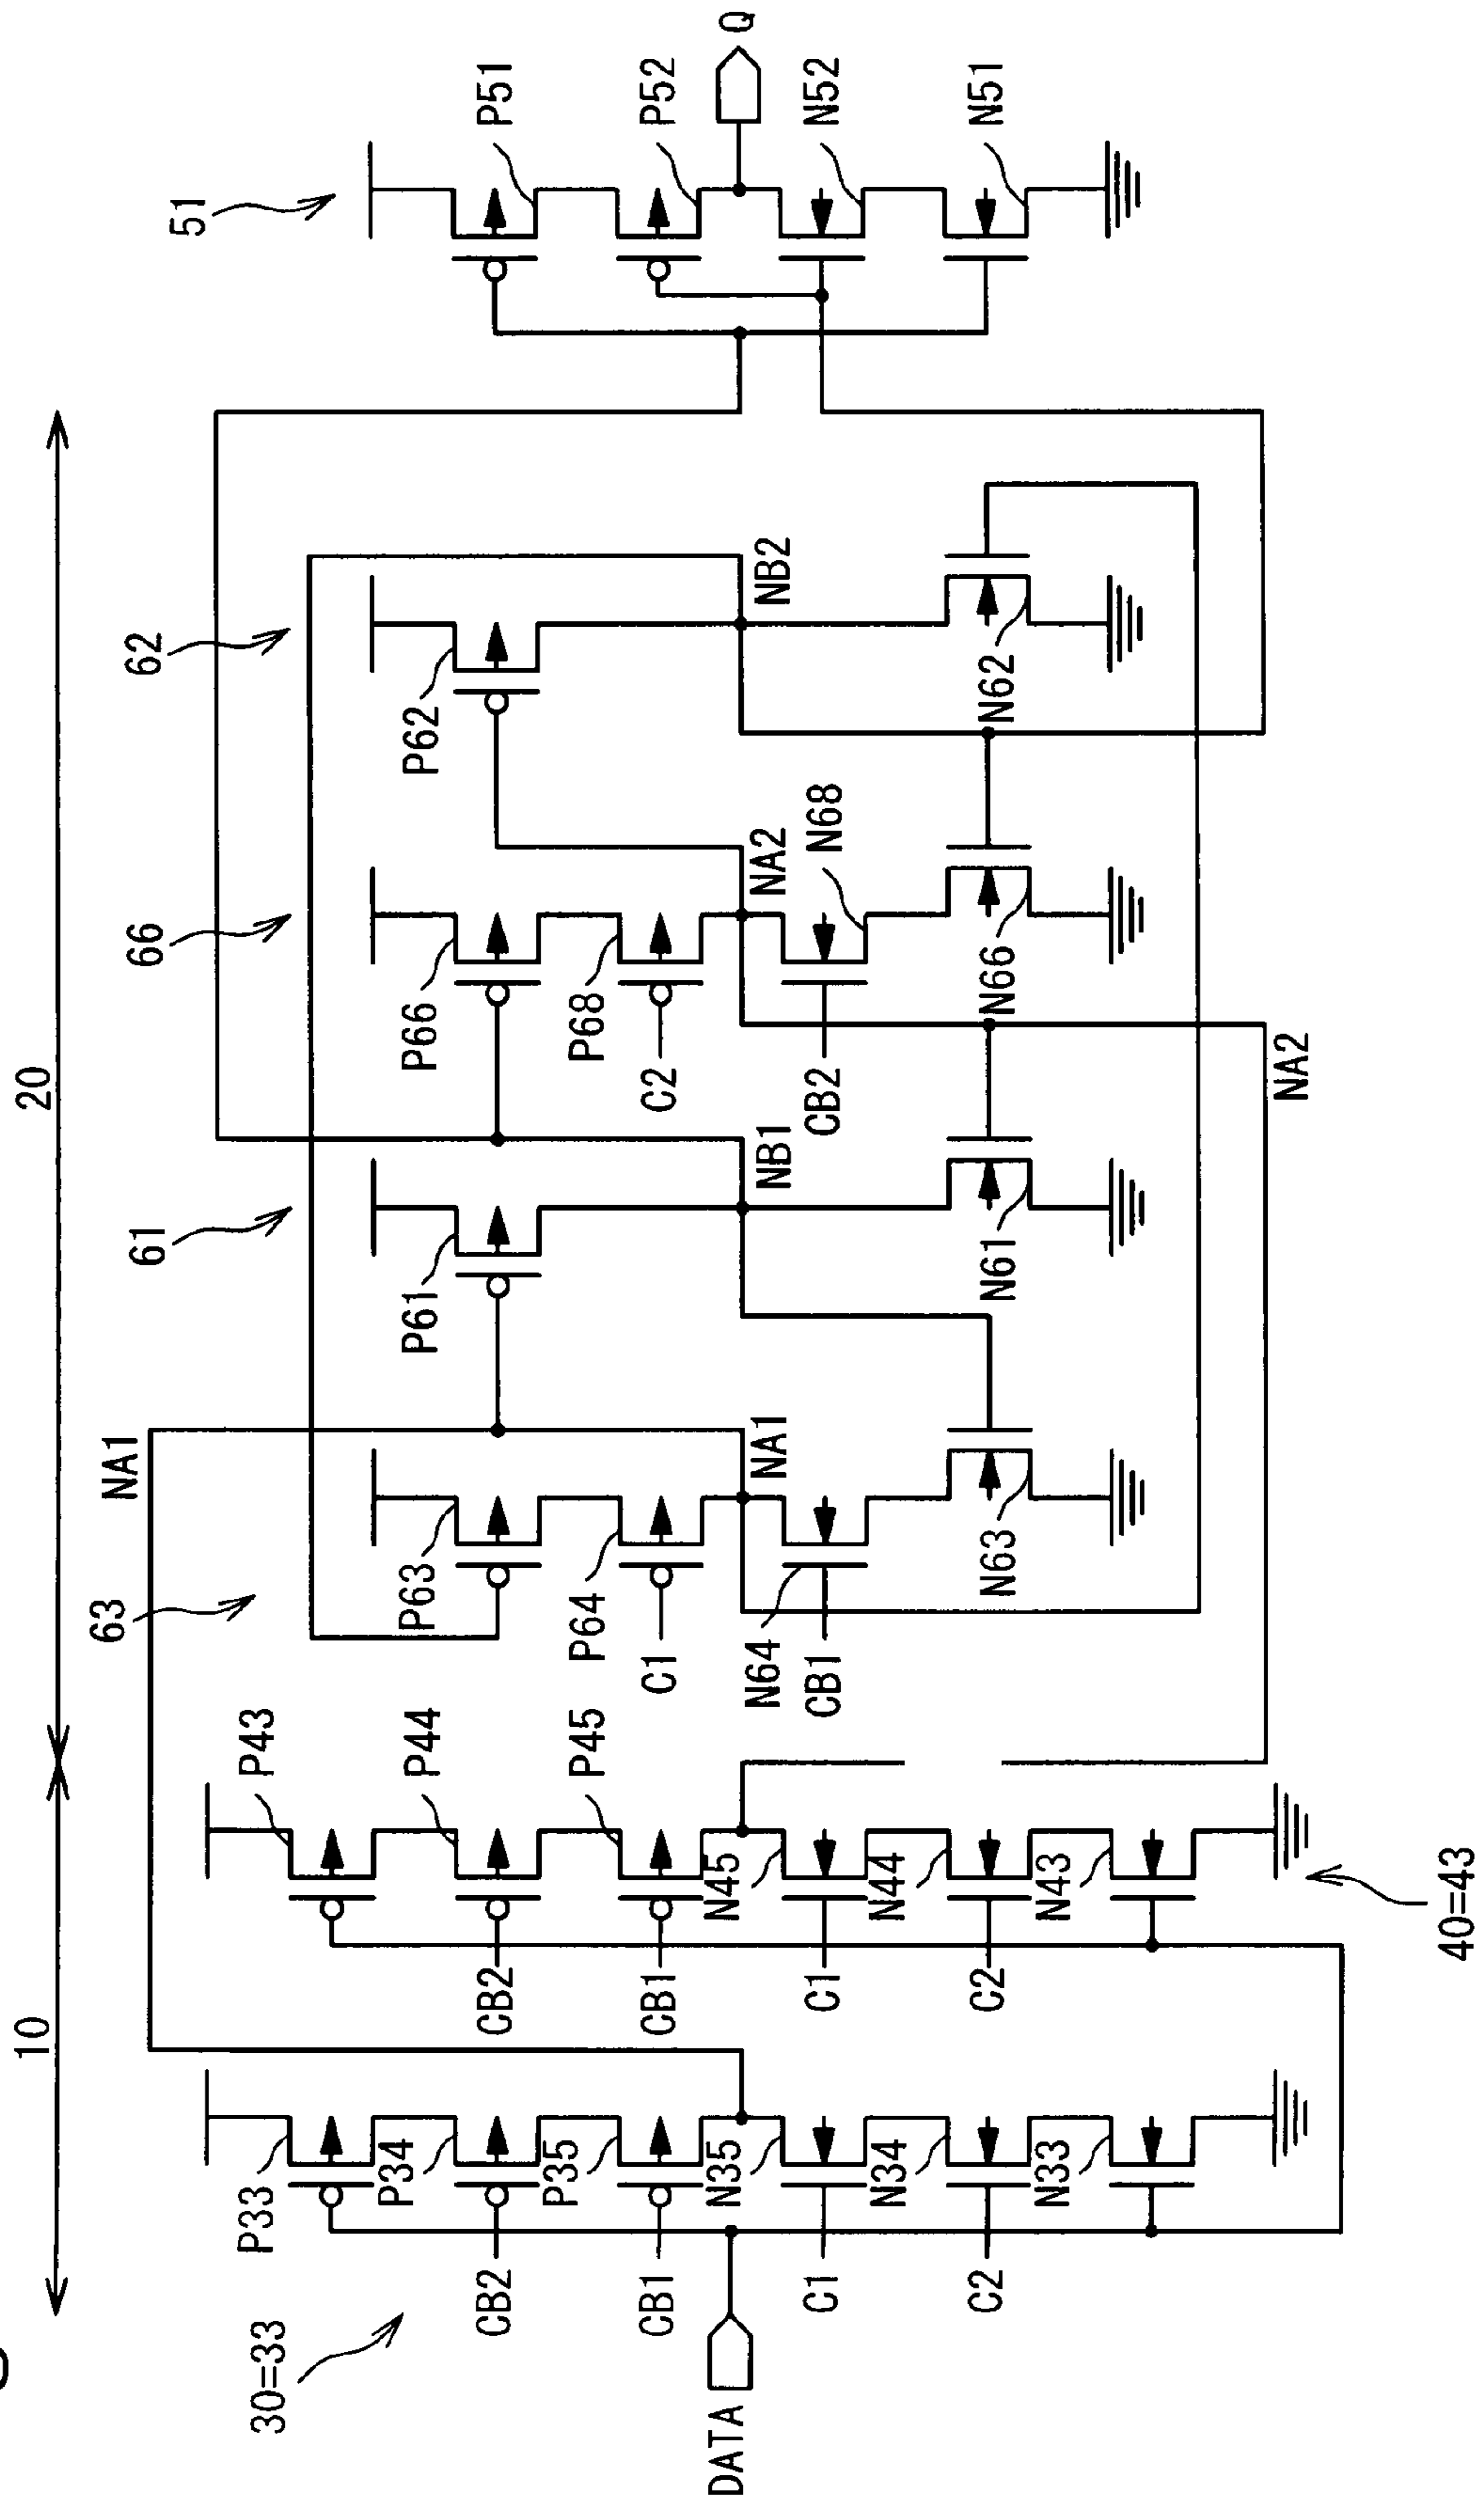 10
20
30=33
DATA
P33
P34
P35
N35
N34
N33
CB2
CB1
C1
C2
40=43
P43
P44
P45
N45
N44
N43
CB2
CB1
C1
C2
NA1
63
P63
P64
C1
N64
CB1
NA1
N63
61
P61
NB1
N61
66
P66
P68
C2
CB2
NA2
N68
N66
NA2
62
P62
NB2
N62
51
P51
P52
N52
N51
Q